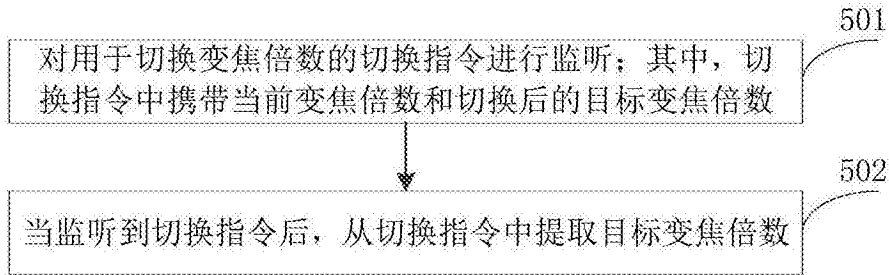 501
对用于切换变焦倍数的切换指令进行监听；其中，切
换指令中携带当前变焦倍数和切换后的目标变焦倍数
502
当监听到切换指令后，从切换指令中提取目标变焦倍数